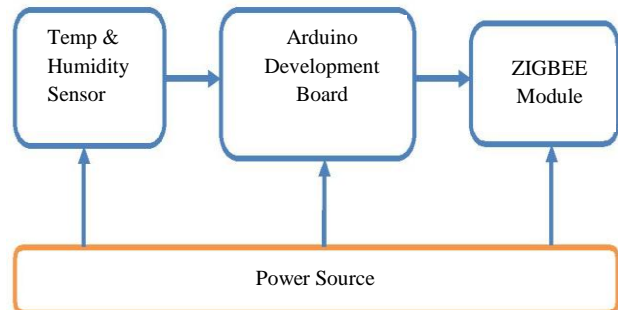 Temp &
Humidity
Sensor
Arduino
Development
Board
ZIGBEE
Module
Power Source